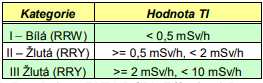 Kategorie Hodnota TI
I – Bílá (RRW) < 0,5 mSv/h
II – Žlutá (RRY) >= 0,5 mSv/h, < 2 mSv/h
III Žlutá (RRY) >= 2 mSv/h, < 10 mSv/h